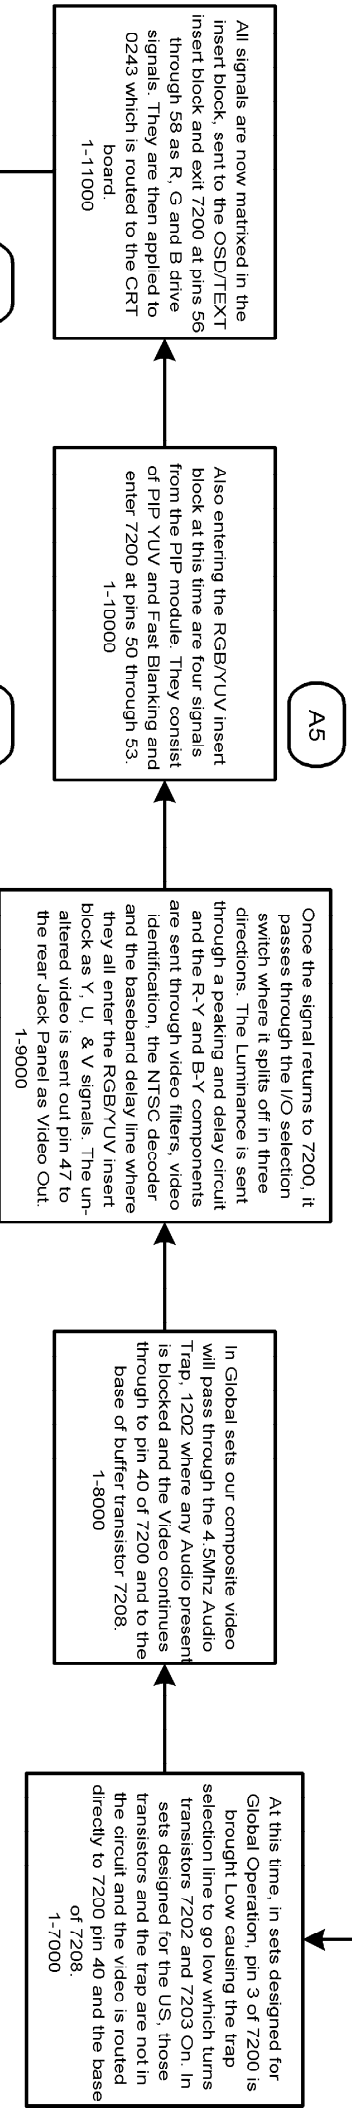 All signals are now matrixed in the
insert block, sent to the OSD/TEXT
insert block and exit 7200 at pins 56
through 58 as R, G and B drive
signals. They are then applied to
0243 which is routed to the CRT
board.
1-11000
Also entering the RGB/YUV insert
block at this time are four signals
from the PIP module. They consist
of PIP YUV and Fast Blanking and
enter 7200 at pins 50 through 53.
1-10000
A5
Once the signal returns to 7200, it
passes through the I/O selection
switch where it splits off in three
directions. The Luminance is sent
through a peaking and delay circuit
and the R-Y and B-Y components
are sent through video filters, video
identification, the NTSC decoder
and the baseband delay line where
they all enter the RGB/YUV insert
block as Y, U, & V signals. The un-
altered video is sent out pin 47 to
the rear Jack Panel as Video Out.
1-9000
In Global sets our composite video
will pass through the 4.5Mhz Audio
Trap, 1202 where any Audio present
is blocked and the Video continues
through to pin 40 of 7200 and to the
base of buffer transistor 7208.
1-8000
At this time, in sets designed for
Global Operation, pin 3 of 7200 is
brought Low causing the trap
selection line to go low which turns
transistors 7202 and 7203 On. In
sets designed for the US, those
transistors and the trap are not in
the circuit and the video is routed
directly to 7200 pin 40 and the base
of 7208.
1-7000